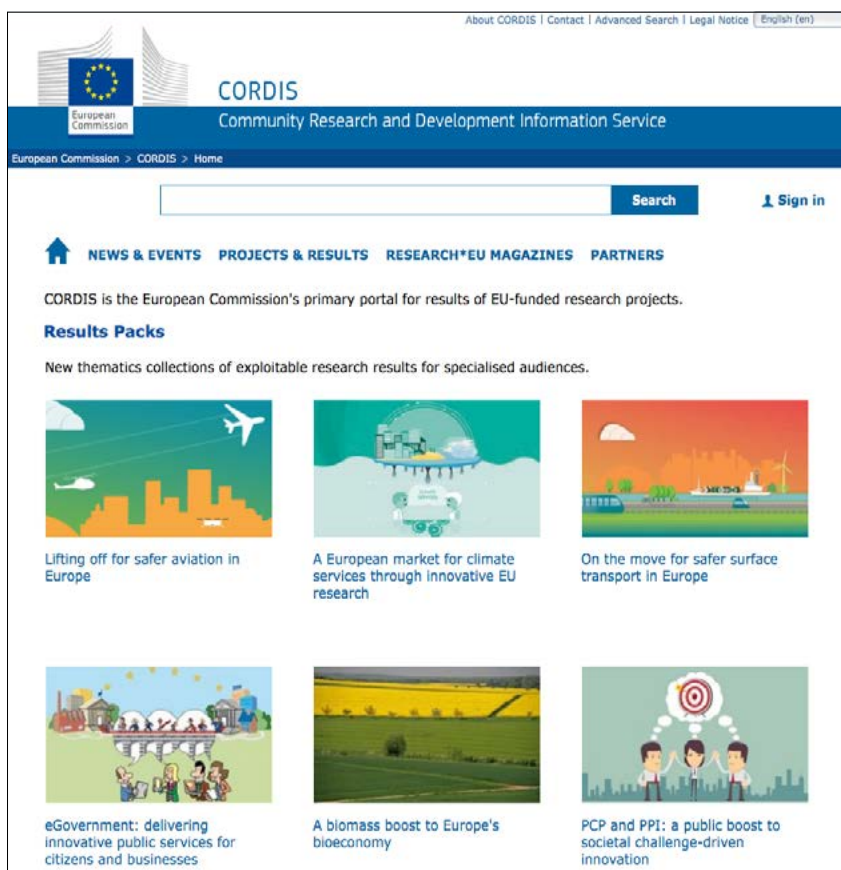 About CORDIS | Contact | Advanced Search | Legal Notice English (en)
European
Commission
CORDIS
Community Research and Development Information Service
European Commission > CORDIS > Home
Search
Sign in
NEWS & EVENTS PROJECTS & RESULTS RESEARCH*EU MAGAZINES PARTNERS
CORDIS is the European Commission's primary portal for results of EU-funded research projects.
Results Packs
New thematics collections of exploitable research results for specialised audiences.
Lifting off for safer aviation in
Europe
A European market for climate
services through innovative EU
research
On the move for safer surface
transport in Europe
eGovernment: delivering
innovative public services for
citizens and businesses
A biomass boost to Europe's
bioeconomy
PCP and PPI: a public boost to
societal challenge-driven
innovation